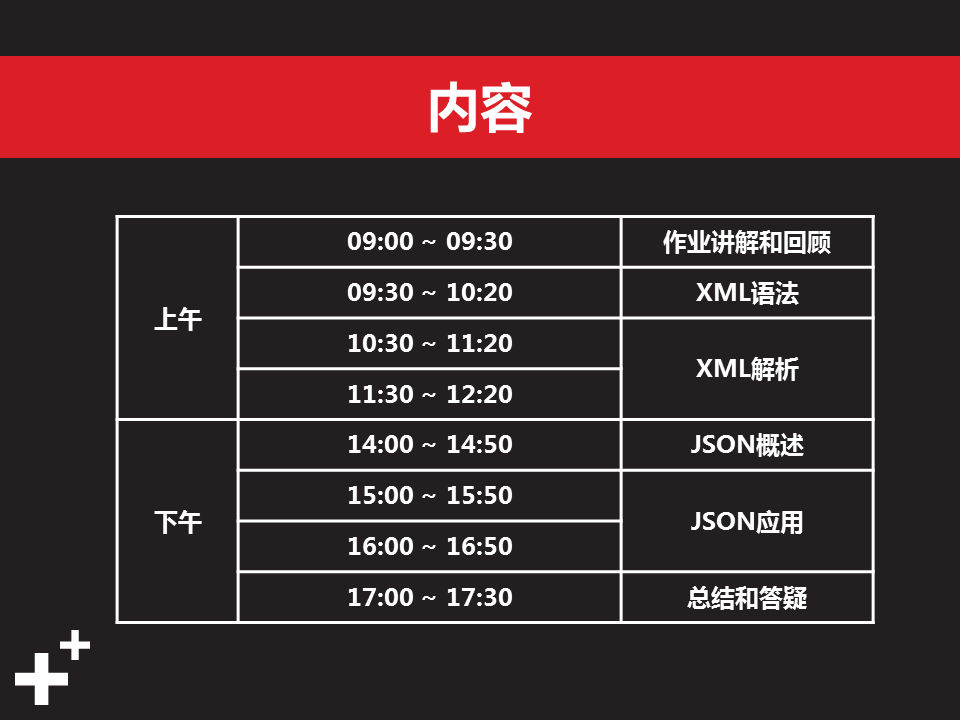 内容
上午
09:00 ~ 09:30 作业讲解和回顾
09:30 ~ 10:20 XML语法
10:30 ~ 11:20 XML解析
11:30 ~ 12:20
下午
14:00 ~ 14:50 JSON概述
15:00 ~ 15:50 JSON应用
16:00 ~ 16:50
17:00 ~ 17:30 总结和答疑